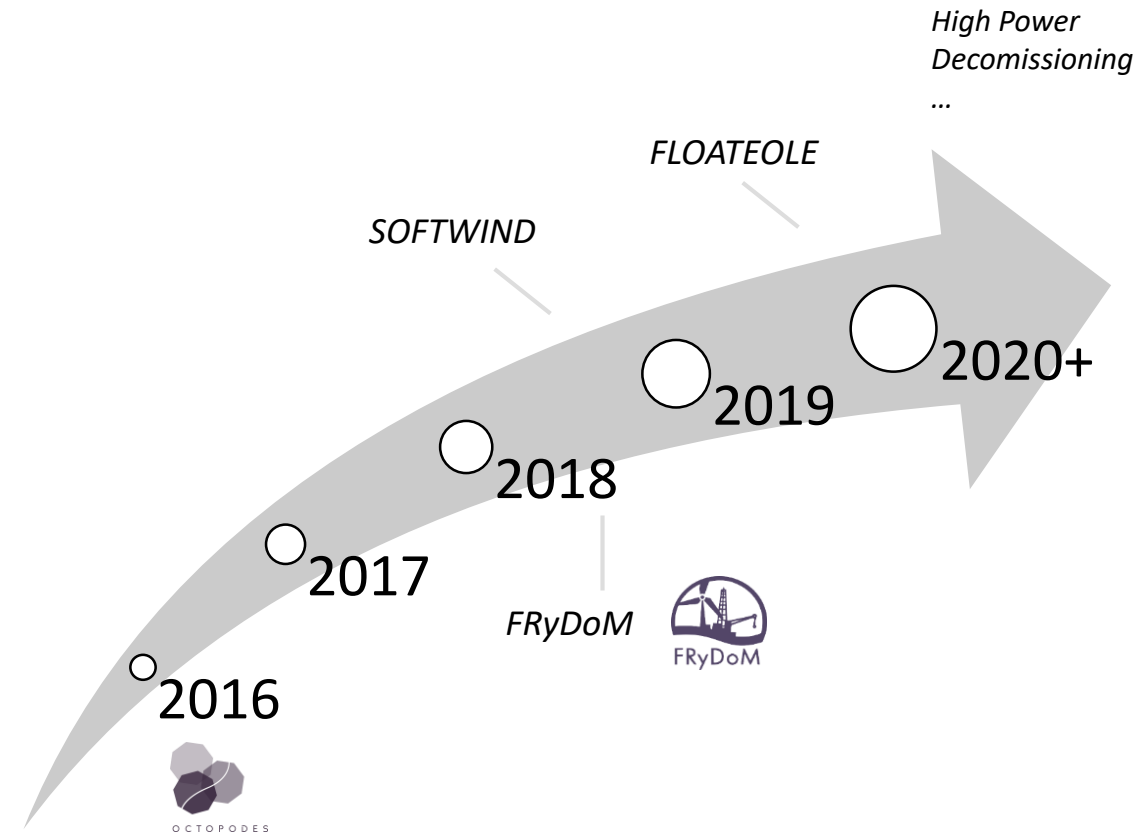 High Power
Decomissioning
...
FLOATEOLE
SOFTWIND
2020+
2019
2018
2017
FRyDoM
FRyDoM
2016
OCTOPODES